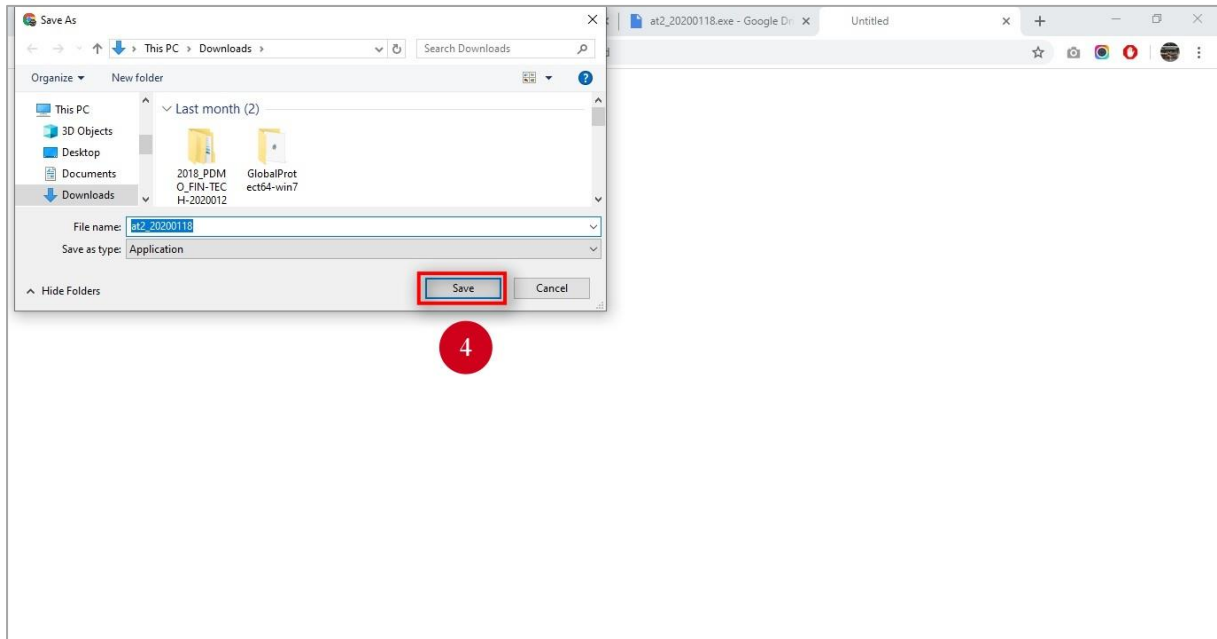 Save As
at2_20200118.exe - Google Dri
Untitled
This PC
Downloads
Search Downloads
Organize
New folder
This PC
3D Objects
Desktop
Documents
Downloads
Last month (2)
2018_PDM
O_FIN-TEC
H-2020012
GlobalProt
ect64-win7
File name: at2_20200118
Save as type: Application
Hide Folders
Save
Cancel
4